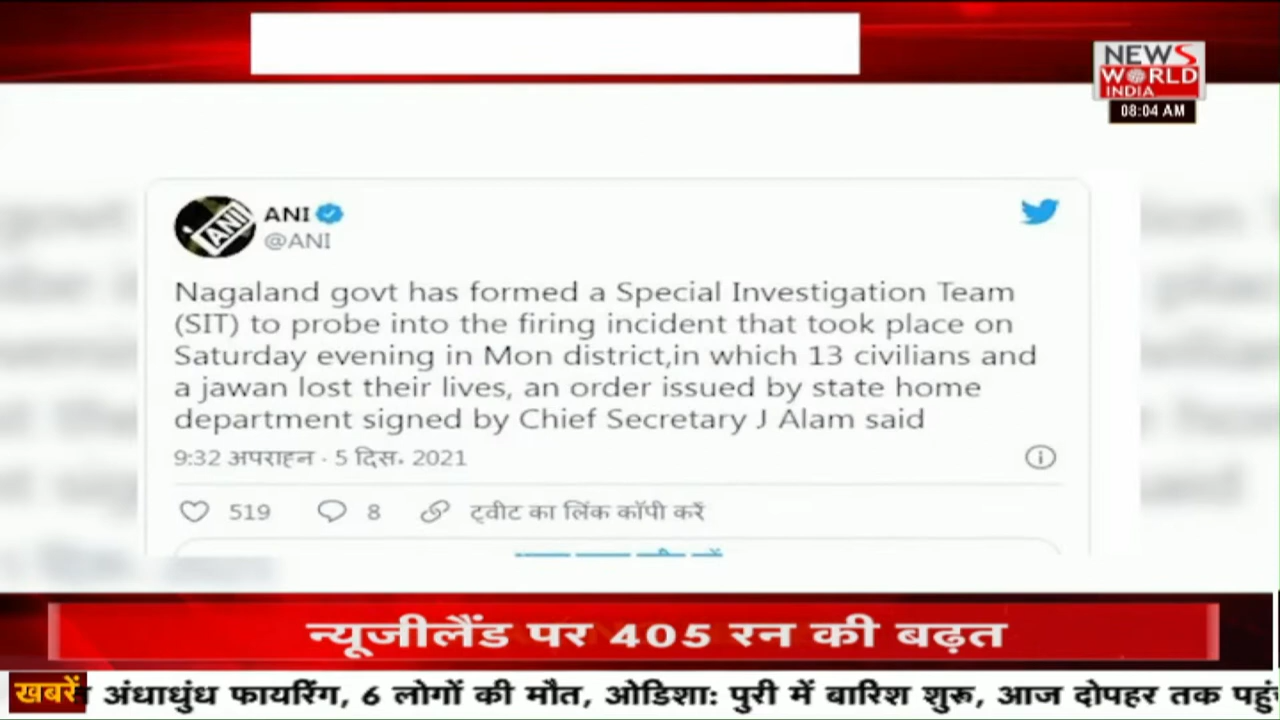 NEWS
WORLD
INDIA
08:04 AM
ANI
ANI
@ANI
Nagaland govt has formed a Special Investigation Team
(SIT) to probe into the firing incident that took place on
Saturday evening in Mon district,in which 13 civilians and
a jawan lost their lives, an order issued by state home
department signed by Chief Secretary J Alam said
9:32 अपराह्न · 5 दिस॰ 2021
519 8 ट्वीट का लिंक कॉपी करें
न्यूजीलैंड पर 405 रन की बढ़त
खबरें अंधाधुंध फायरिंग, 6 लोगों की मौत, ओडिशा: पुरी में बारिश शुरू, आज दोपहर तक